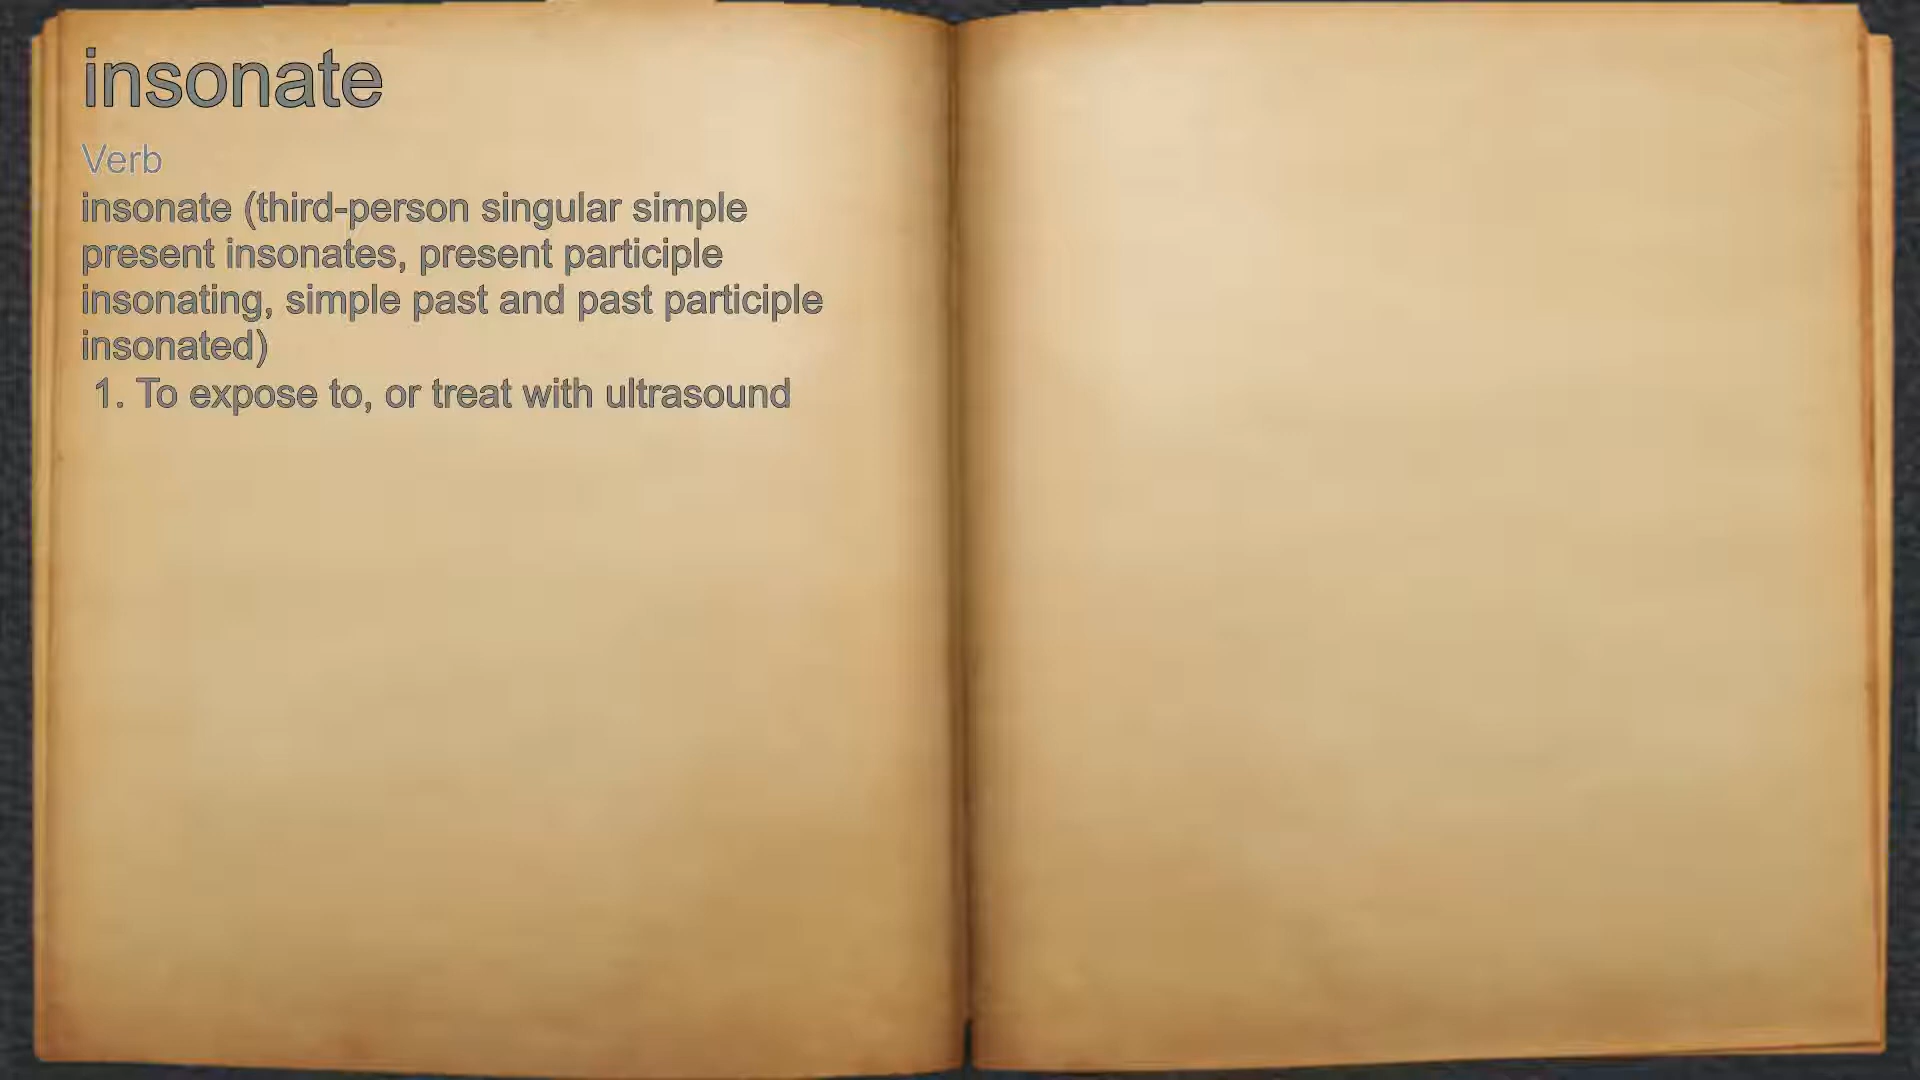 insonate
Verb
insonate (third-person singular simple
present insonates, present participle
insonating, simple past and past participle
insonated)
1. To expose to, or treat with ultrasound